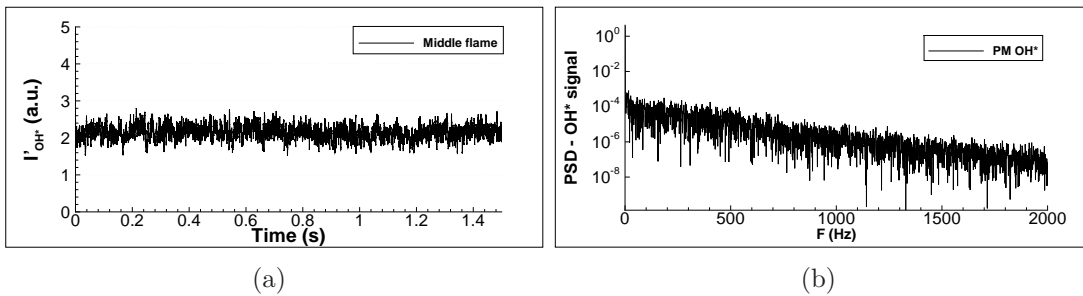 5
4
3
2
1
0
I'OH* (a.u.)
Middle flame
0 0.2 0.4 0.6 0.8 1 1.2 1.4
Time (s)
(a)
10^0
10^-2
10^-4
10^-6
10^-8
PSD - OH* signal
PM OH*
0 500 1000 1500 2000
F (Hz)
(b)